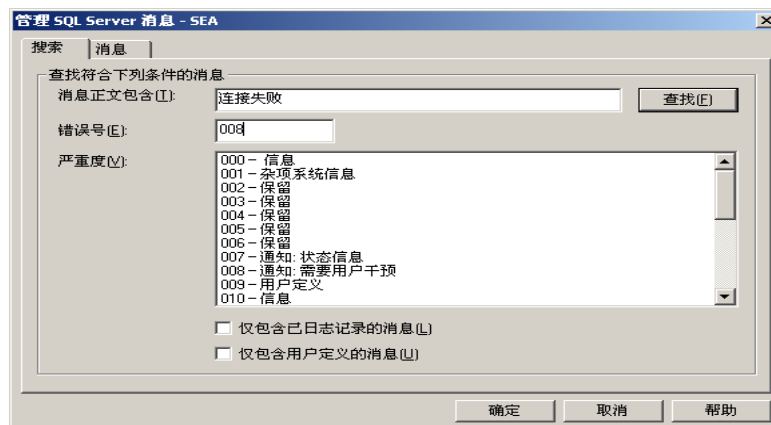 管理 SQL Server 消息 - SEA
搜索 消息
查找符合下列条件的消息
消息正文包含(T): 连接失败 查找(F)
错误号(E): 008
严重度(V):
000 – 信息
001 – 杂项系统信息
002 – 保留
003 – 保留
004 – 保留
005 – 保留
006 – 保留
007 – 通知: 状态信息
008 – 通知: 需要用户干预
009 – 用户定义
010 – 信息
仅包含已日志记录的消息(L)
仅包含用户定义的消息(U)
确定 取消 帮助